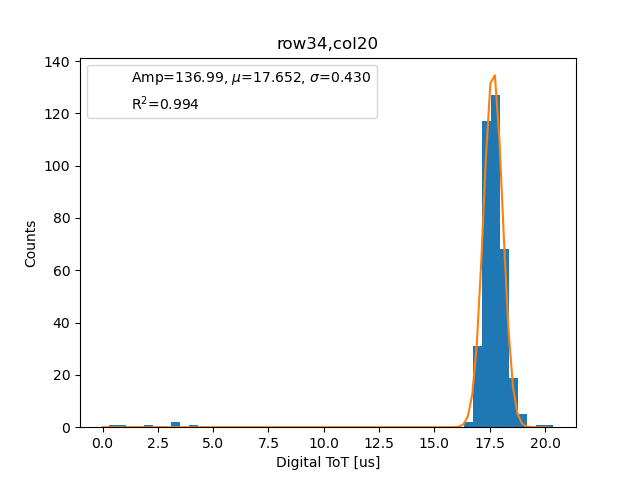 row34,col20
Amp=136.99, μ=17.652, σ=0.430
R²=0.994
140
120
100
80
60
40
20
0
Counts
0.0 2.5 5.0 7.5 10.0 12.5 15.0 17.5 20.0
Digital ToT [us]